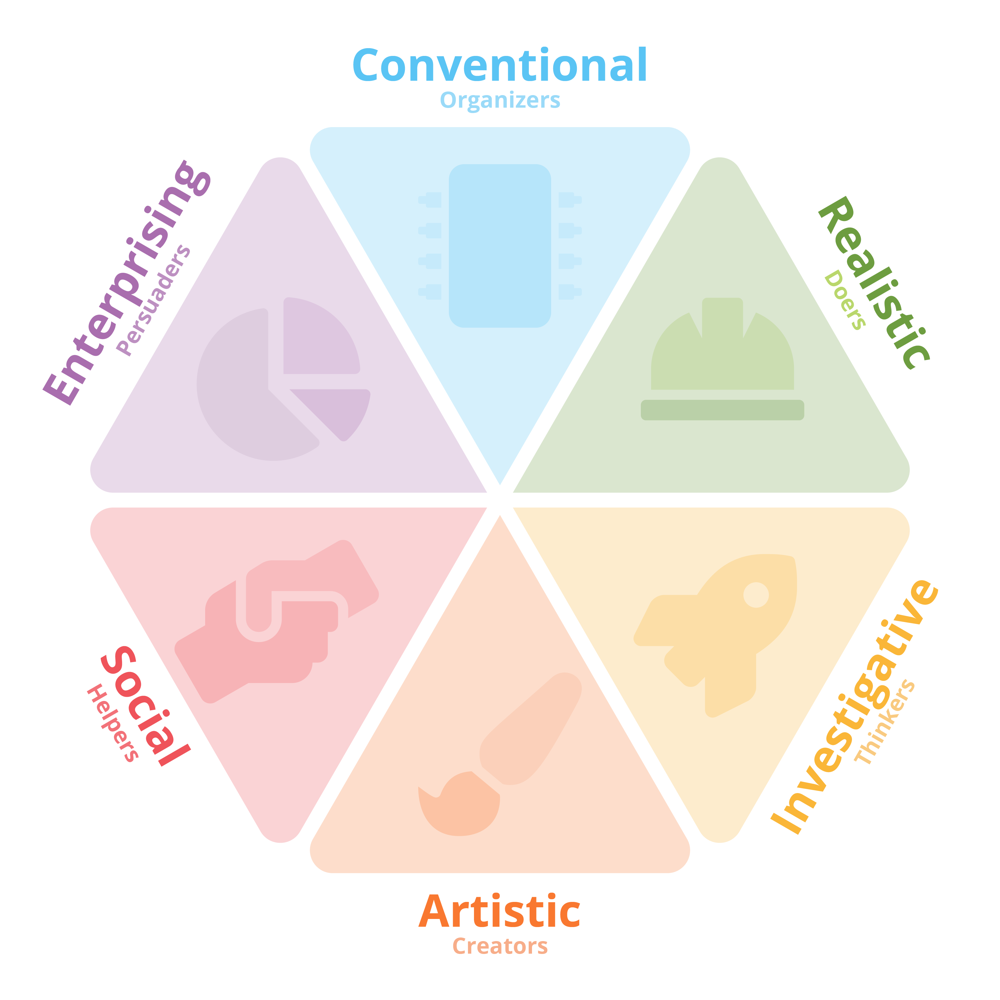 Conventional
Organizers
Enterprising
Persuaders
Realistic
Doers
Social
Helpers
Investigative
Thinkers
Artistic
Creators